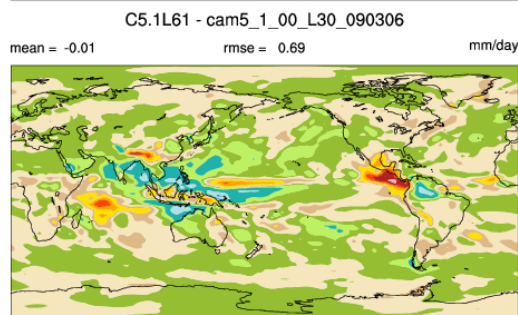 C5.1L61 - cam5_1_00_L30_090306
mean = -0.01 rmse = 0.69 mm/day